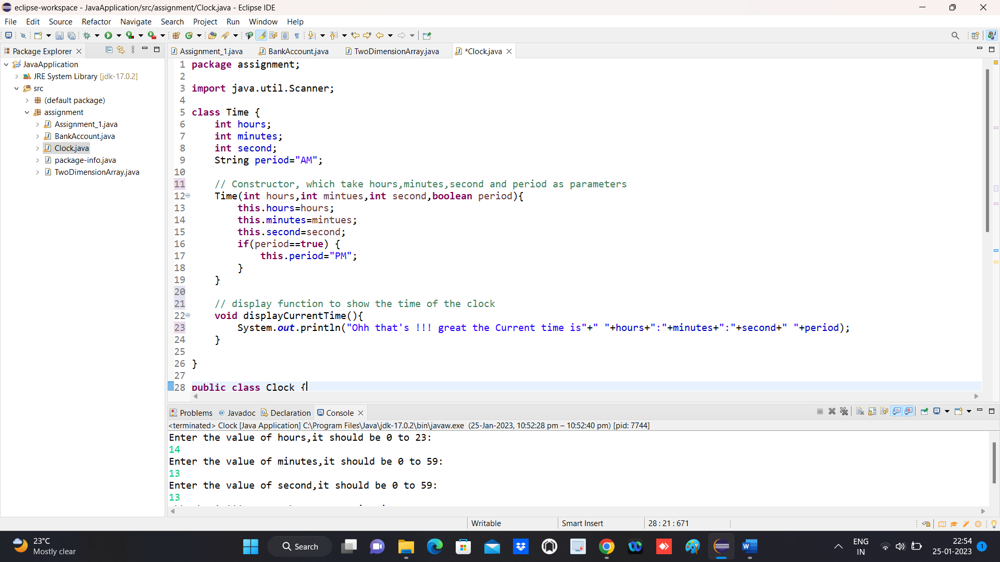 eclipse-workspace - JavaApplication/src/assignment/Clock.java - Eclipse IDE
File Edit Source Refactor Navigate Search Project Run Window Help
Package Explorer
JavaApplication
JRE System Library [jdk-17.0.2]
src
(default package)
assignment
Assignment_1.java
BankAccount.java
Clock.java
package-info.java
TwoDimensionArray.java
Assignment_1.java BankAccount.java TwoDimensionArray.java *Clock.java
1 package assignment;
2
3 import java.util.Scanner;
4
5 class Time {
6 int hours;
7 int minutes;
8 int second;
9 String period="AM";
10
11 // Constructor, which take hours,minutes,second and period as parameters
12 Time(int hours,int mintues,int second,boolean period){
13 this.hours=hours;
14 this.minutes=mintues;
15 this.second=second;
16 if(period==true) {
17 this.period="PM";
18 }
19 }
20
21 // display function to show the time of the clock
22 void displayCurrentTime(){
23 System.out.println("Ohh that's !!! great the Current time is"+" "+hours+":"+minutes+":"+second+" "+period);
24 }
25
26 }
27
28 public class Clock {
Problems @ Javadoc Declaration Console
<terminated> Clock [Java Application] C:\Program Files\Java\jdk-17.0.2\bin\javaw.exe (25-Jan-2023, 10:52:28 pm – 10:52:40 pm) [pid: 7744]
Enter the value of hours,it should be 0 to 23:
14
Enter the value of minutes,it should be 0 to 59:
13
Enter the value of second,it should be 0 to 59:
13
Writable Smart Insert 28 : 21 : 671
23°C
Mostly clear
Search
ENG
IN
22:54
25-01-2023
1